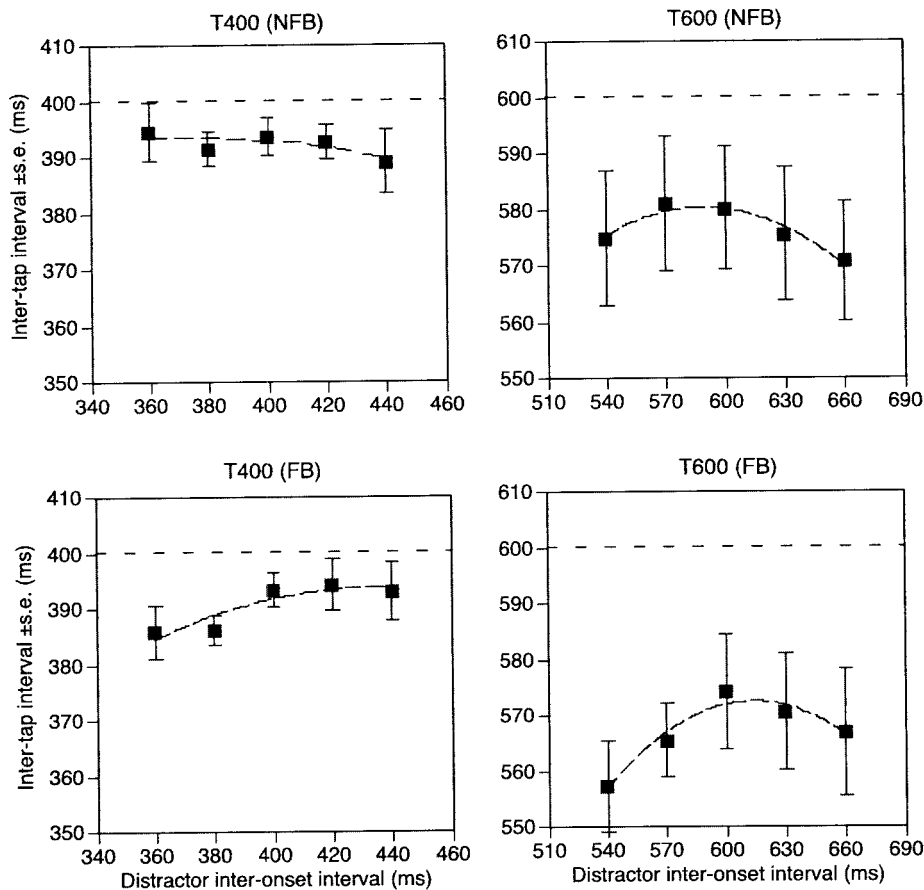 T400 (NFB)
410
400
390
380
370
360
350
340 360 380 400 420 440 460
Inter-tap interval ±s.e. (ms)
T600 (NFB)
610
600
590
580
570
560
550
510 540 570 600 630 660 690
T400 (FB)
410
400
390
380
370
360
350
340 360 380 400 420 440 460
Inter-tap interval ±s.e. (ms)
Distractor inter-onset interval (ms)
T600 (FB)
610
600
590
580
570
560
550
510 540 570 600 630 660 690
Distractor inter-onset interval (ms)